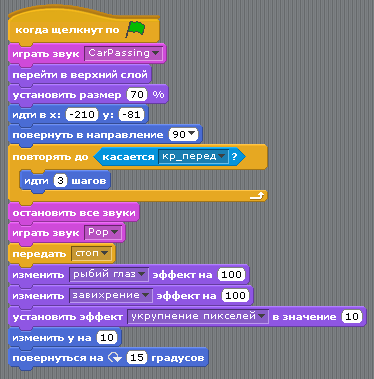 когда щелкнут по
играть звук CarPassing
перейти в верхний слой
установить размер 70 %
идти в x: -210 y: -81
повернуть в направление 90
повторять до касается кр_перед ?
идти 3 шагов
остановить все звуки
играть звук Pop
передать стоп
изменить рыбий глаз эффект на 100
изменить завихрение эффект на 100
установить эффект укрупнение пикселей в значение 10
изменить y на 10
повернуться на 15 градусов